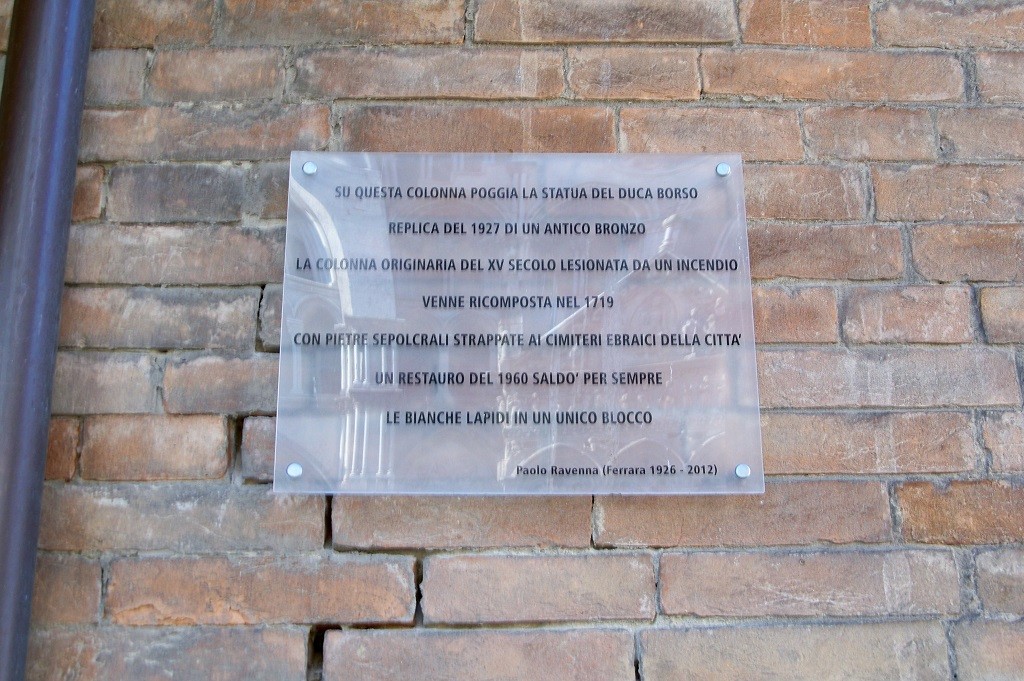 SU QUESTA COLONNA POGGIA LA STATUA DEL DUCA BORSO
REPLICA DEL 1927 DI UN ANTICO BRONZO
LA COLONNA ORIGINARIA DEL XV SECOLO LESIONATA DA UN INCENDIO
VENNE RICOMPOSTA NEL 1719
CON PIETRE SEPOLCRALI STRAPPATE AI CIMITERI EBRAICI DELLA CITTA'
UN RESTAURO DEL 1960 SALDO' PER SEMPRE
LE BIANCHE LAPIDI IN UN UNICO BLOCCO
Paolo Ravenna (Ferrara 1926 - 2012)